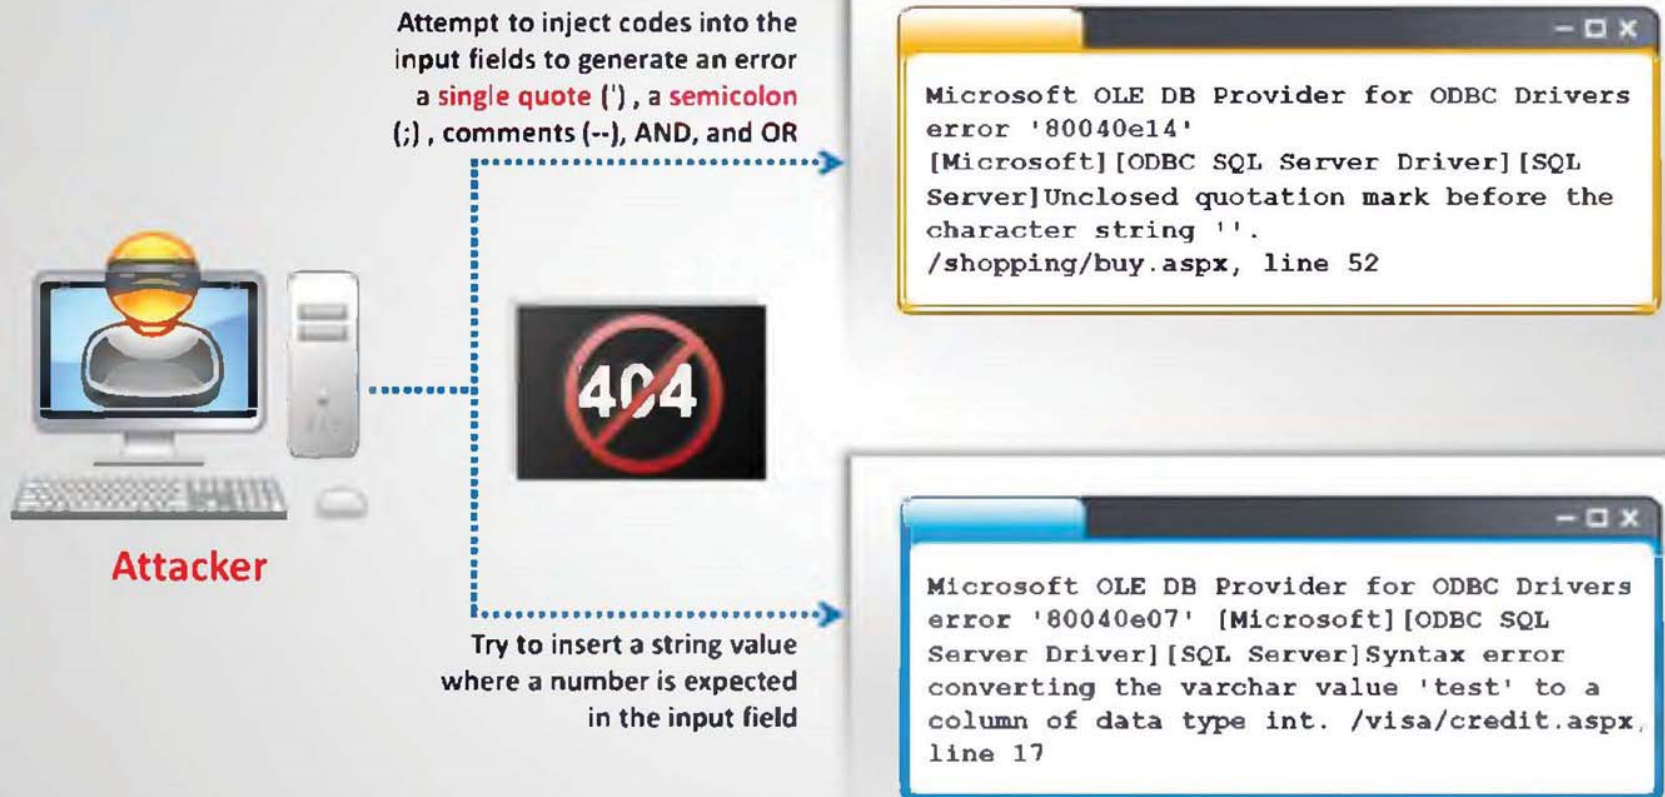 Attempt to inject codes into the
input fields to generate an error
a single quote (') , a semicolon
(;) , comments (--), AND, and OR
Microsoft OLE DB Provider for ODBC Drivers
error '80040e14'
[Microsoft][ODBC SQL Server Driver][SQL
Server]Unclosed quotation mark before the
character string ''.
/shopping/buy.aspx, line 52
404
Attacker
Try to insert a string value
where a number is expected
in the input field
Microsoft OLE DB Provider for ODBC Drivers
error '80040e07' [Microsoft][ODBC SQL
Server Driver][SQL Server]Syntax error
converting the varchar value 'test' to a
column of data type int. /visa/credit.aspx,
line 17